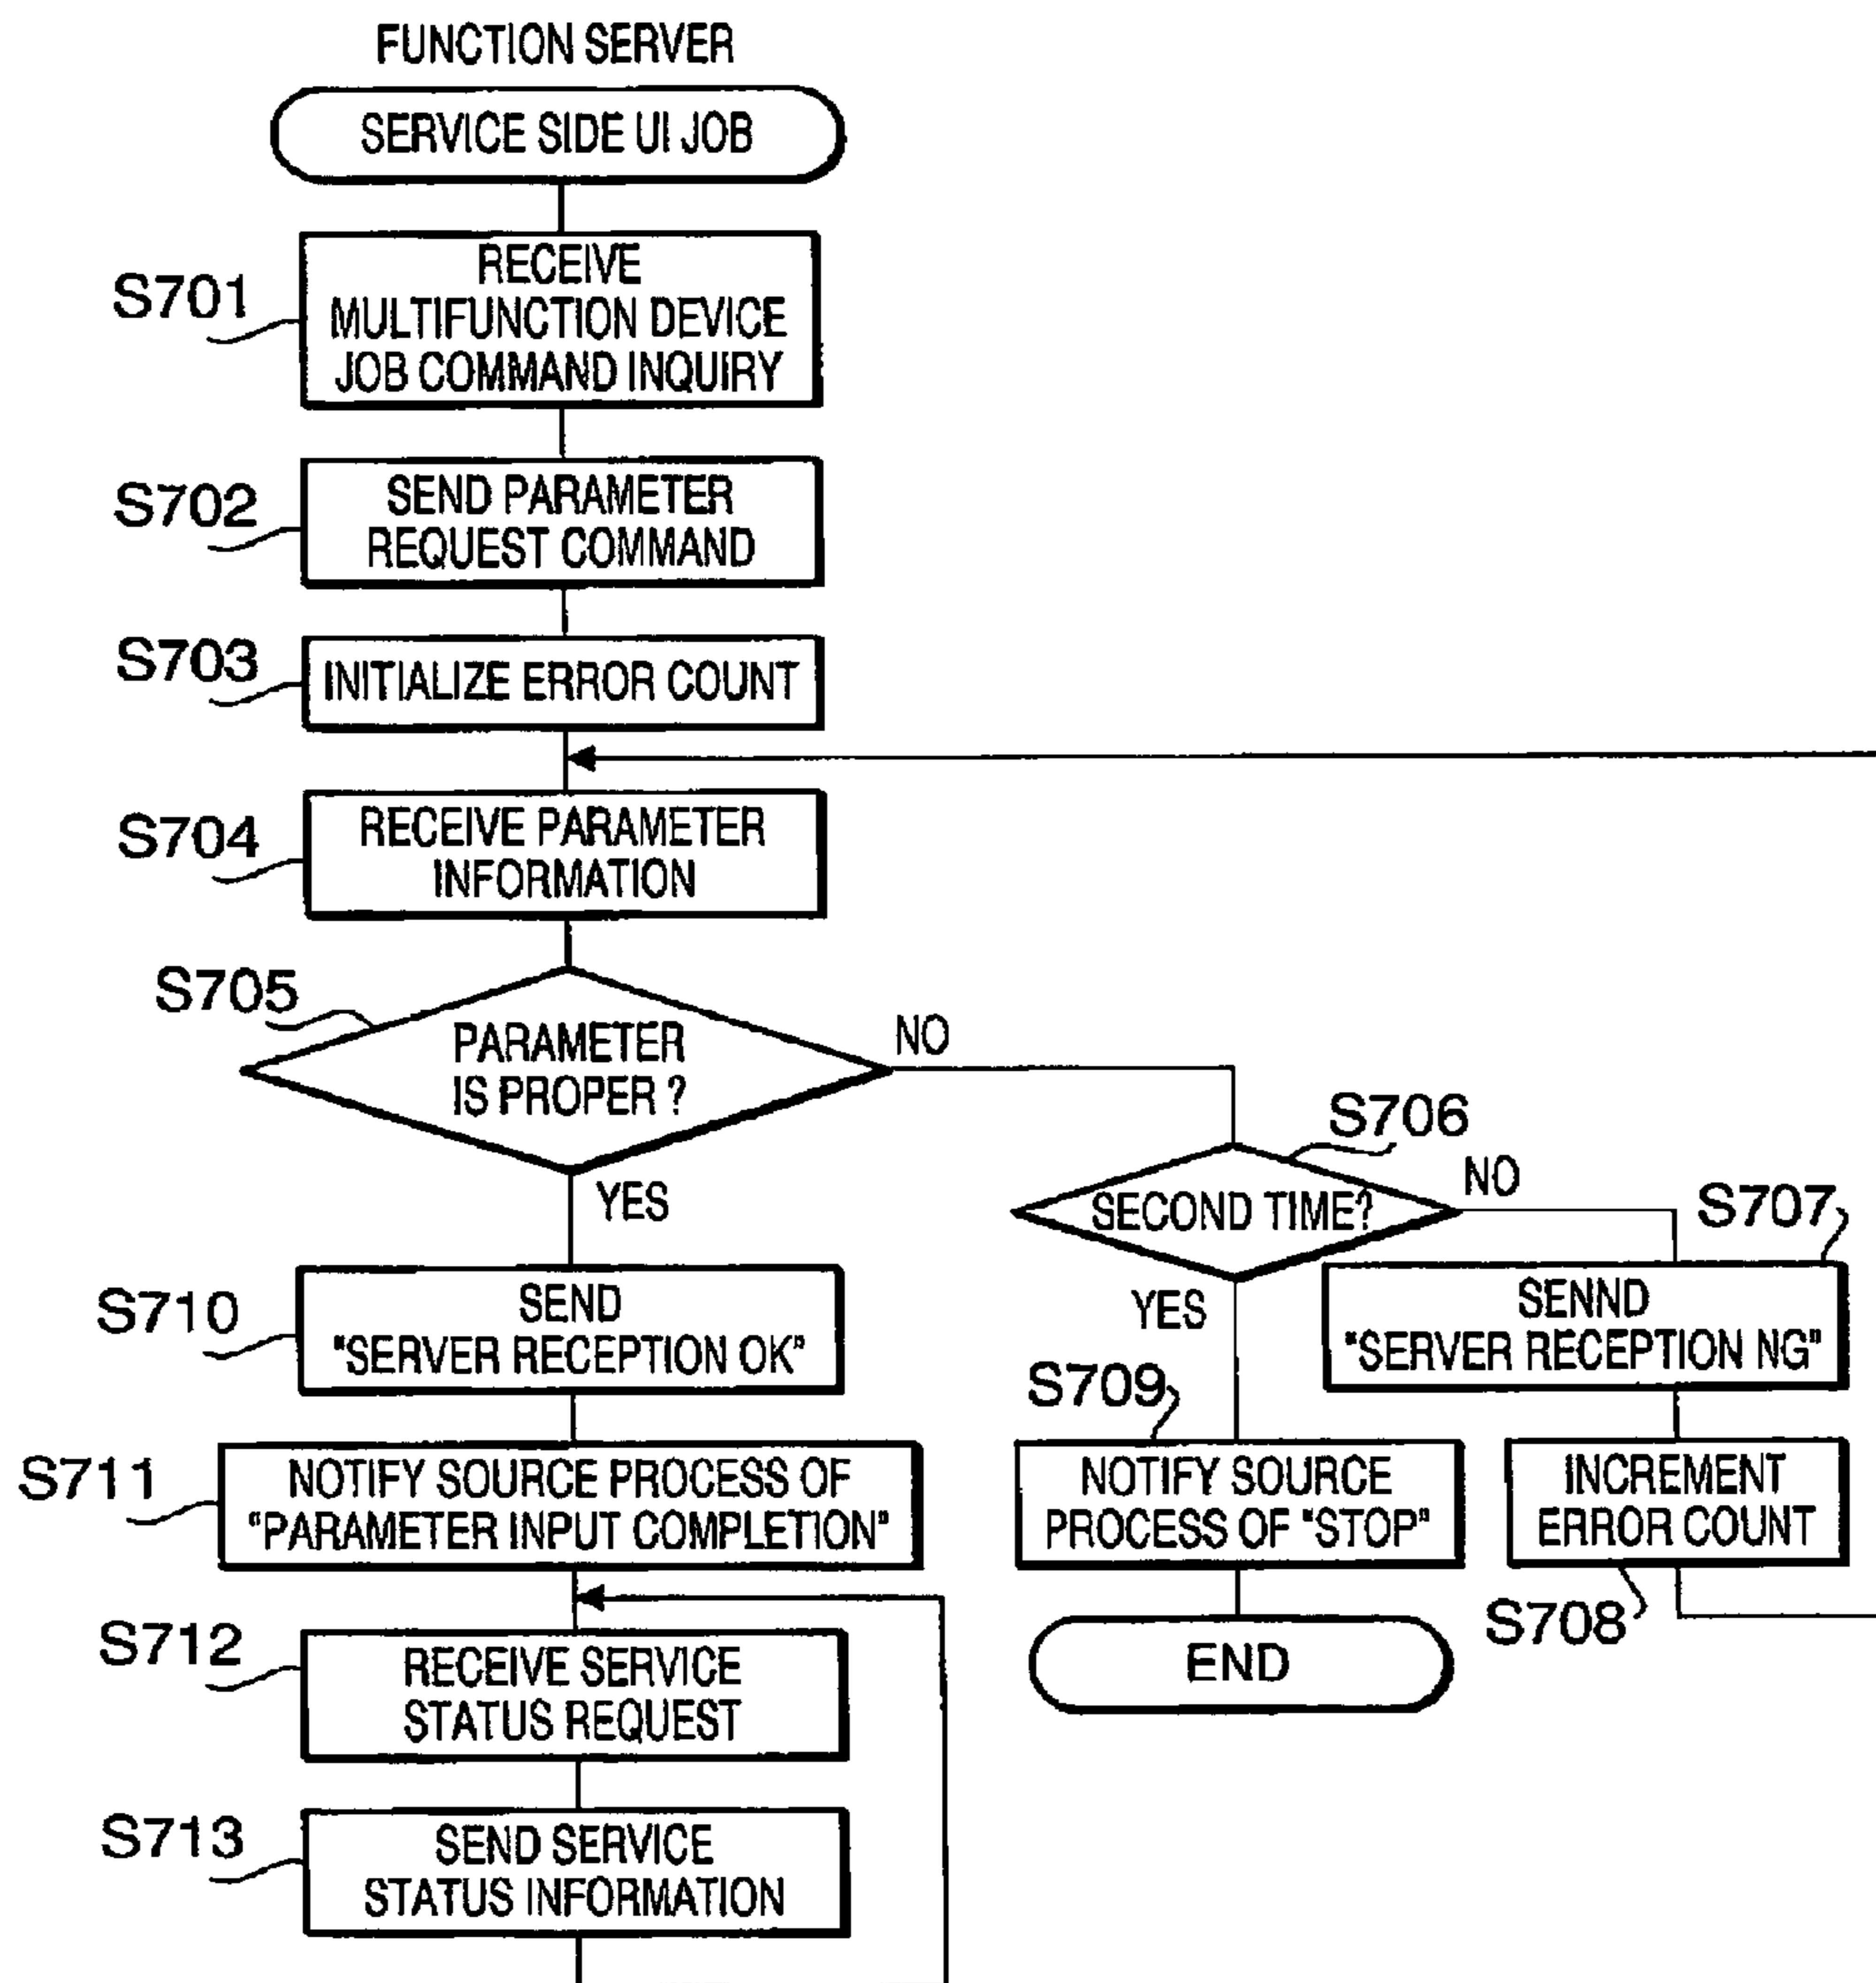 FUNCTION SERVER
SERVICE SIDE UI JOB
S701
RECEIVE
MULTIFUNCTION DEVICE
JOB COMMAND INQUIRY
S702
SEND PARAMETER
REQUEST COMMAND
S703
INITIALIZE ERROR COUNT
S704
RECEIVE PARAMETER
INFORMATION
S705
PARAMETER
IS PROPER ?
NO
YES
S706
SECOND TIME?
NO
YES
S707
SENND
"SERVER RECEPTION NG"
S710
SEND
"SERVER RECEPTION OK"
S709
NOTIFY SOURCE
PROCESS OF "STOP"
INCREMENT
ERROR COUNT
S708
S711
NOTIFY SOURCE PROCESS OF
"PARAMETER INPUT COMPLETION"
END
S712
RECEIVE SERVICE
STATUS REQUEST
S713
SEND SERVICE
STATUS INFORMATION